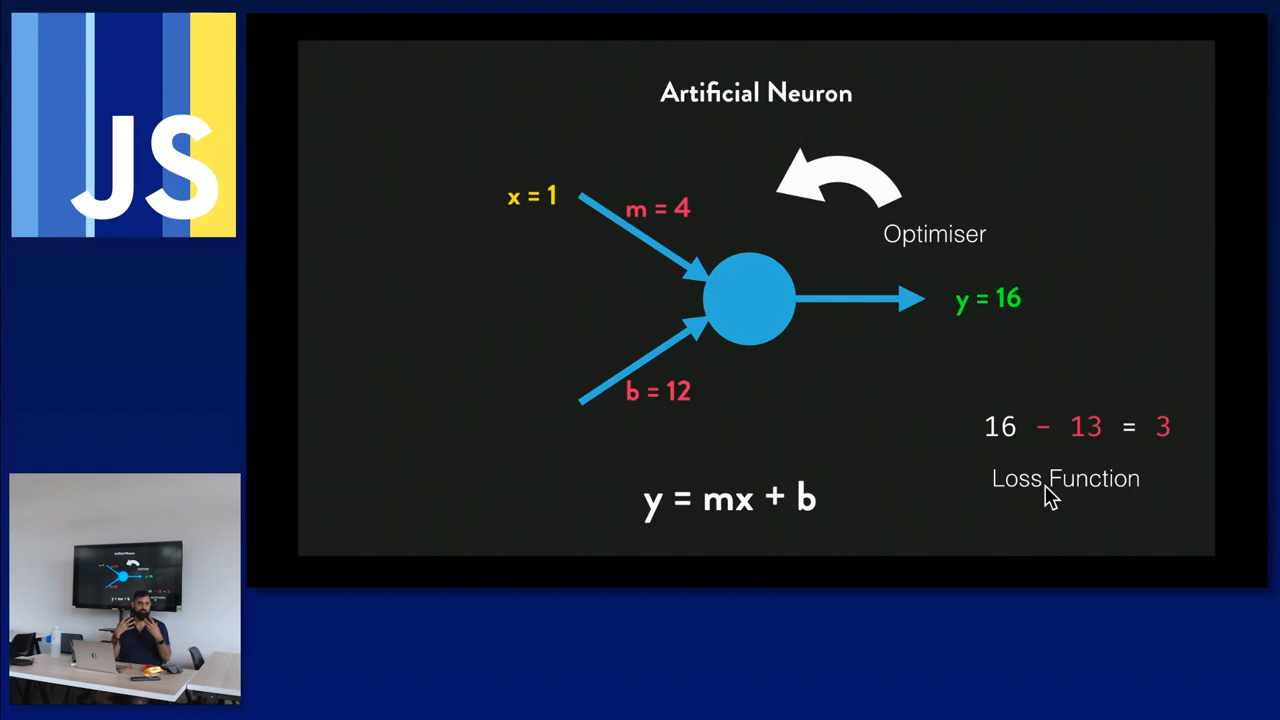 JS
Artificial Neuron
x = 1
m = 4
Optimiser
y = 16
b = 12
16 - 13 = 3
Loss Function
y = mx + b